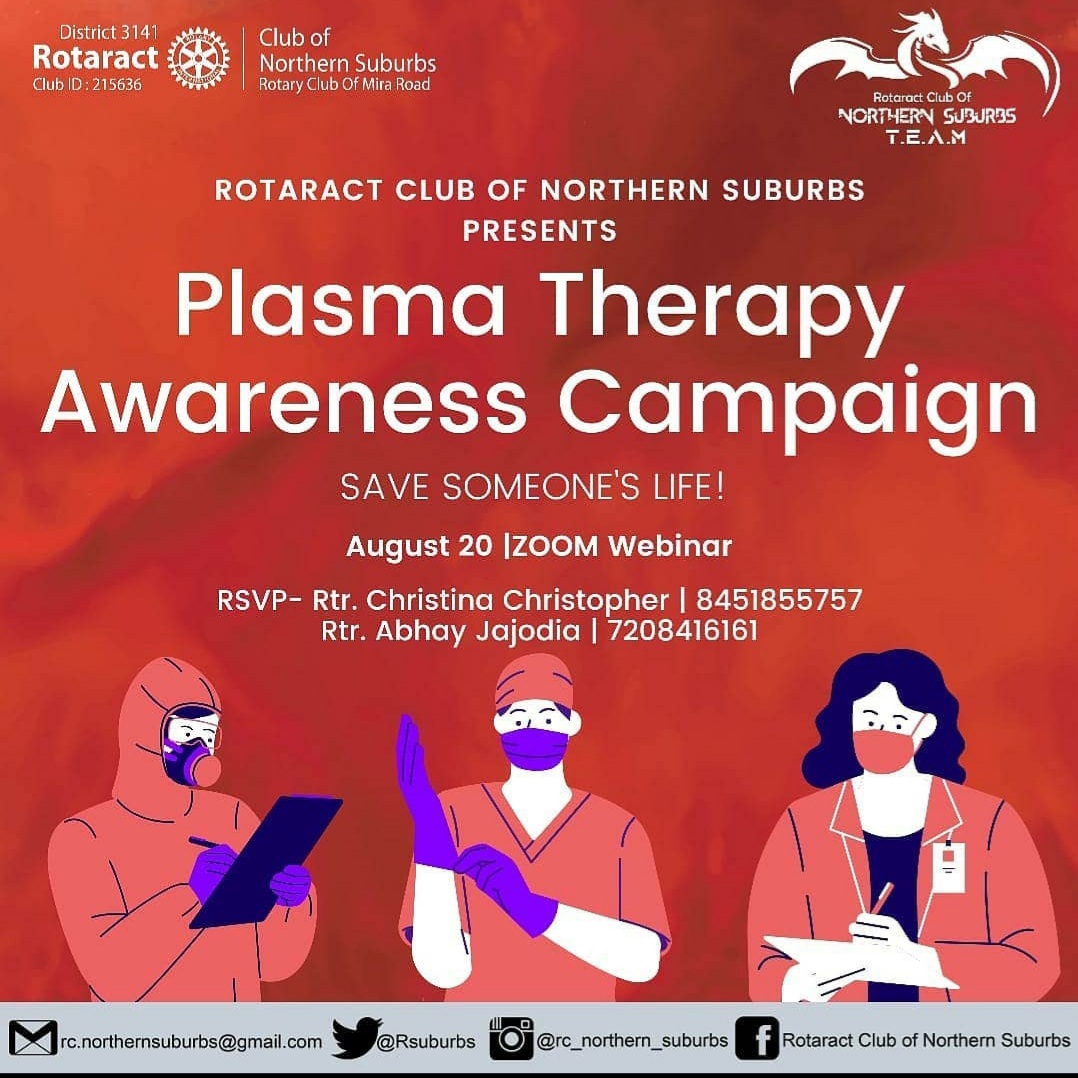 District 3141
Rotaract
Club ID : 215636
Club of
Northern Suburbs
Rotary Club Of Mira Road
Rotaract Club Of
NORTHERN SUBURBS
T.E.A.M
ROTARACT CLUB OF NORTHERN SUBURBS
PRESENTS
Plasma Therapy
Awareness Campaign
SAVE SOMEONE'S LIFE!
August 20 |ZOOM Webinar
RSVP- Rtr. Christina Christopher | 8451855757
Rtr. Abhay Jajodia | 7208416161
rc.northernsuburbs@gmail.com @Rsuburbs @rc_northern_suburbs Rotaract Club of Northern Suburbs